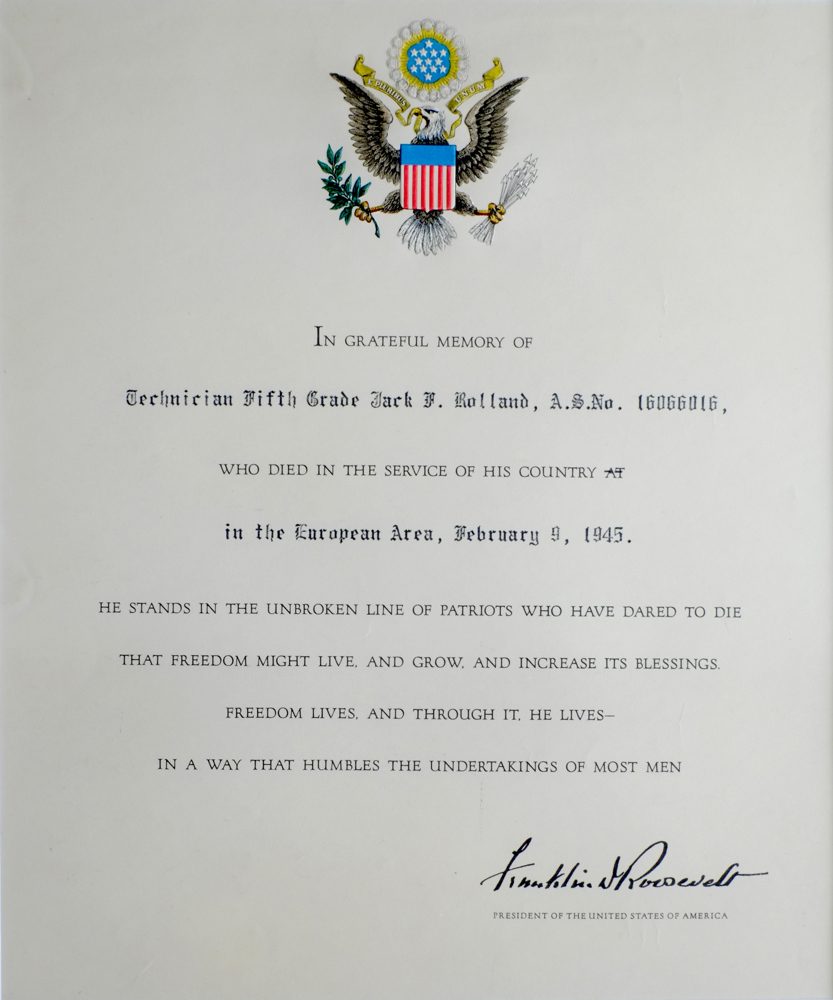 E PLURIBUS UNUM
IN GRATEFUL MEMORY OF
Technician Fifth Grade Jack F. Rolland, A.S.No. 16066016,
WHO DIED IN THE SERVICE OF HIS COUNTRY AT
in the European Area, February 9, 1945.
HE STANDS IN THE UNBROKEN LINE OF PATRIOTS WHO HAVE DARED TO DIE
THAT FREEDOM MIGHT LIVE, AND GROW, AND INCREASE ITS BLESSINGS.
FREEDOM LIVES, AND THROUGH IT, HE LIVES—
IN A WAY THAT HUMBLES THE UNDERTAKINGS OF MOST MEN
Franklin D Roosevelt
PRESIDENT OF THE UNITED STATES OF AMERICA